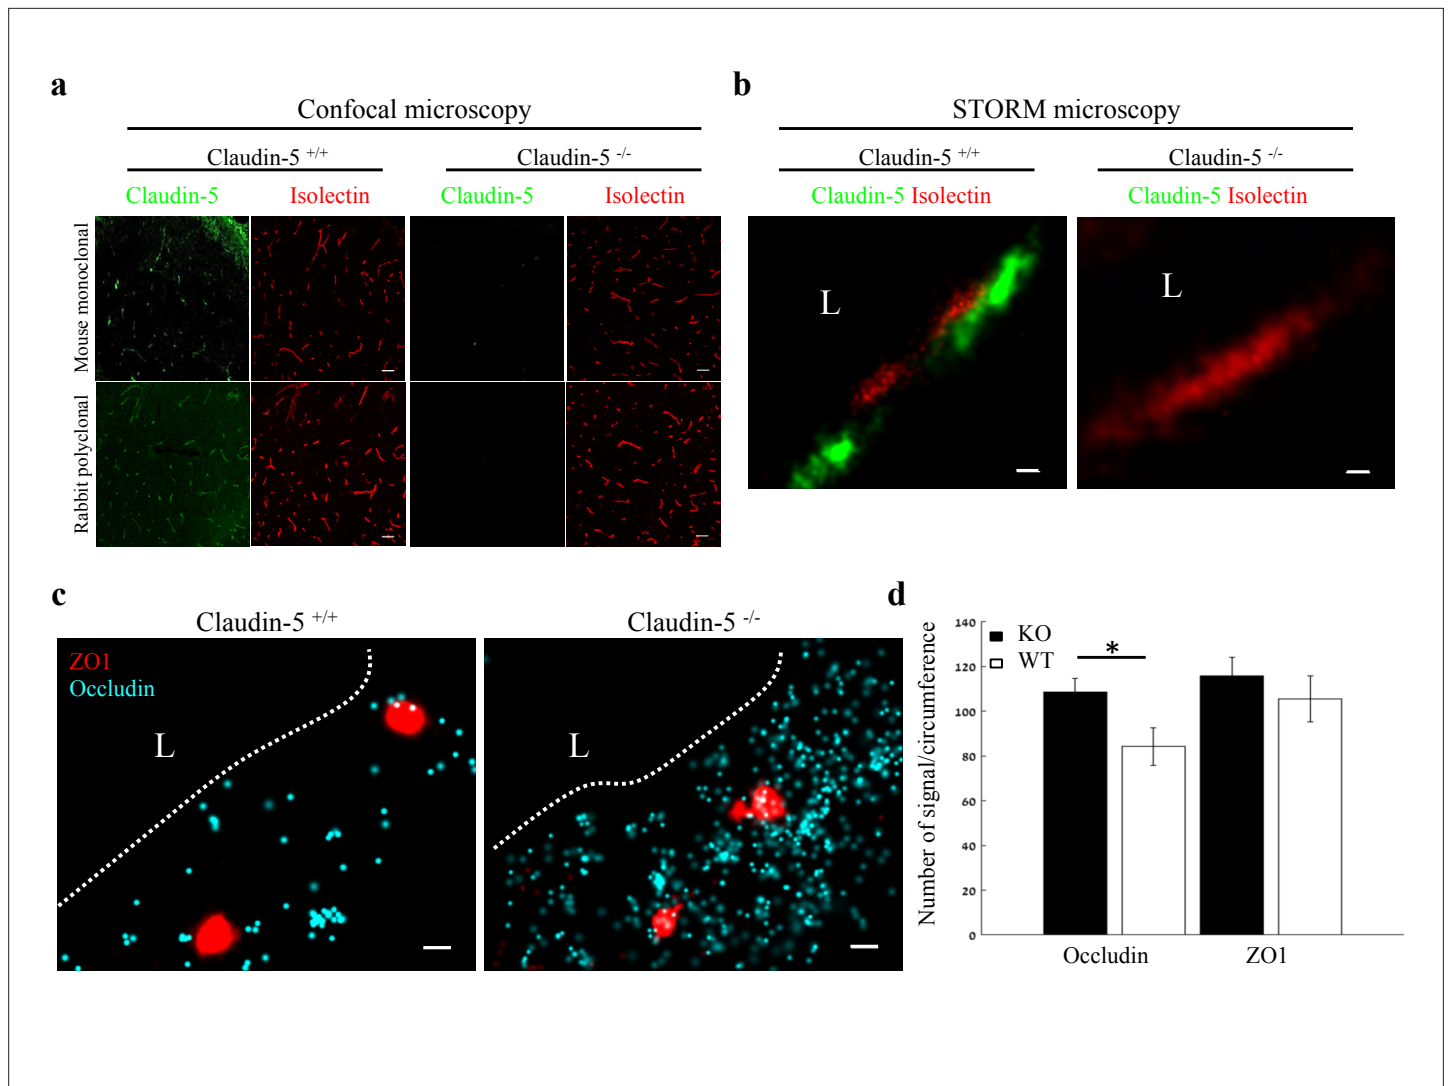 a
Confocal microscopy
Claudin-5 +/+
Claudin-5 -/-
Claudin-5
Isolectin
Claudin-5
Isolectin
Mouse monoclonal
Rabbit polyclonal
b
STORM microscopy
Claudin-5 +/+
Claudin-5 -/-
Claudin-5 Isolectin
Claudin-5 Isolectin
L
L
c
Claudin-5 +/+
Claudin-5 -/-
ZO1
Occludin
L
L
d
Number of signal/circumference
140
120
100
80
60
40
20
0
KO
WT
*
Occludin
ZO1